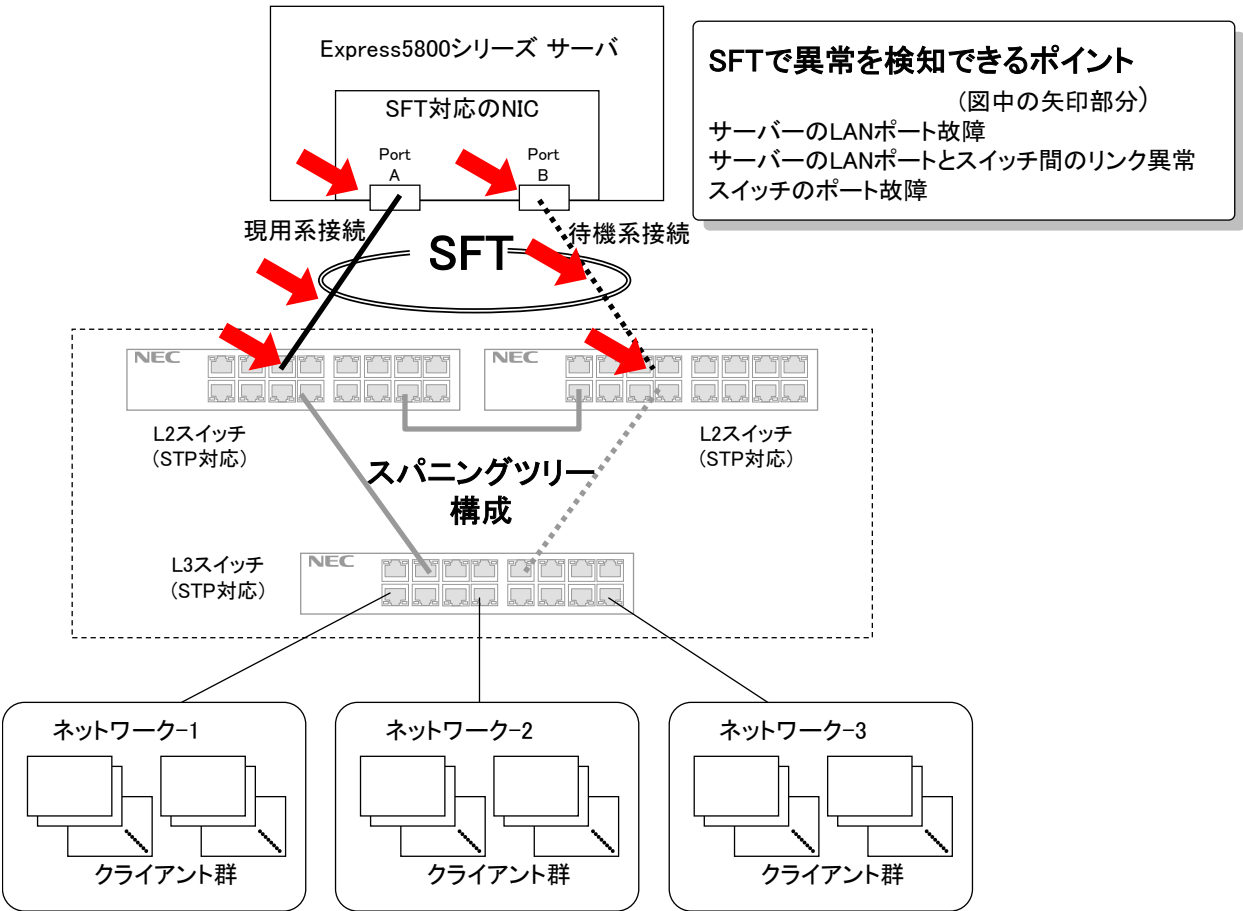 Express5800シリーズ サーバ
SFT対応のNIC
Port
A
Port
B
SFTで異常を検知できるポイント
(図中の矢印部分)
サーバーのLANポート故障
サーバーのLANポートとスイッチ間のリンク異常
スイッチのポート故障
現用系接続
SFT
待機系接続
NEC
NEC
L2スイッチ
(STP対応)
L2スイッチ
(STP対応)
スパニングツリー
構成
L3スイッチ
(STP対応)
NEC
ネットワーク-1
クライアント群
ネットワーク-2
クライアント群
ネットワーク-3
クライアント群